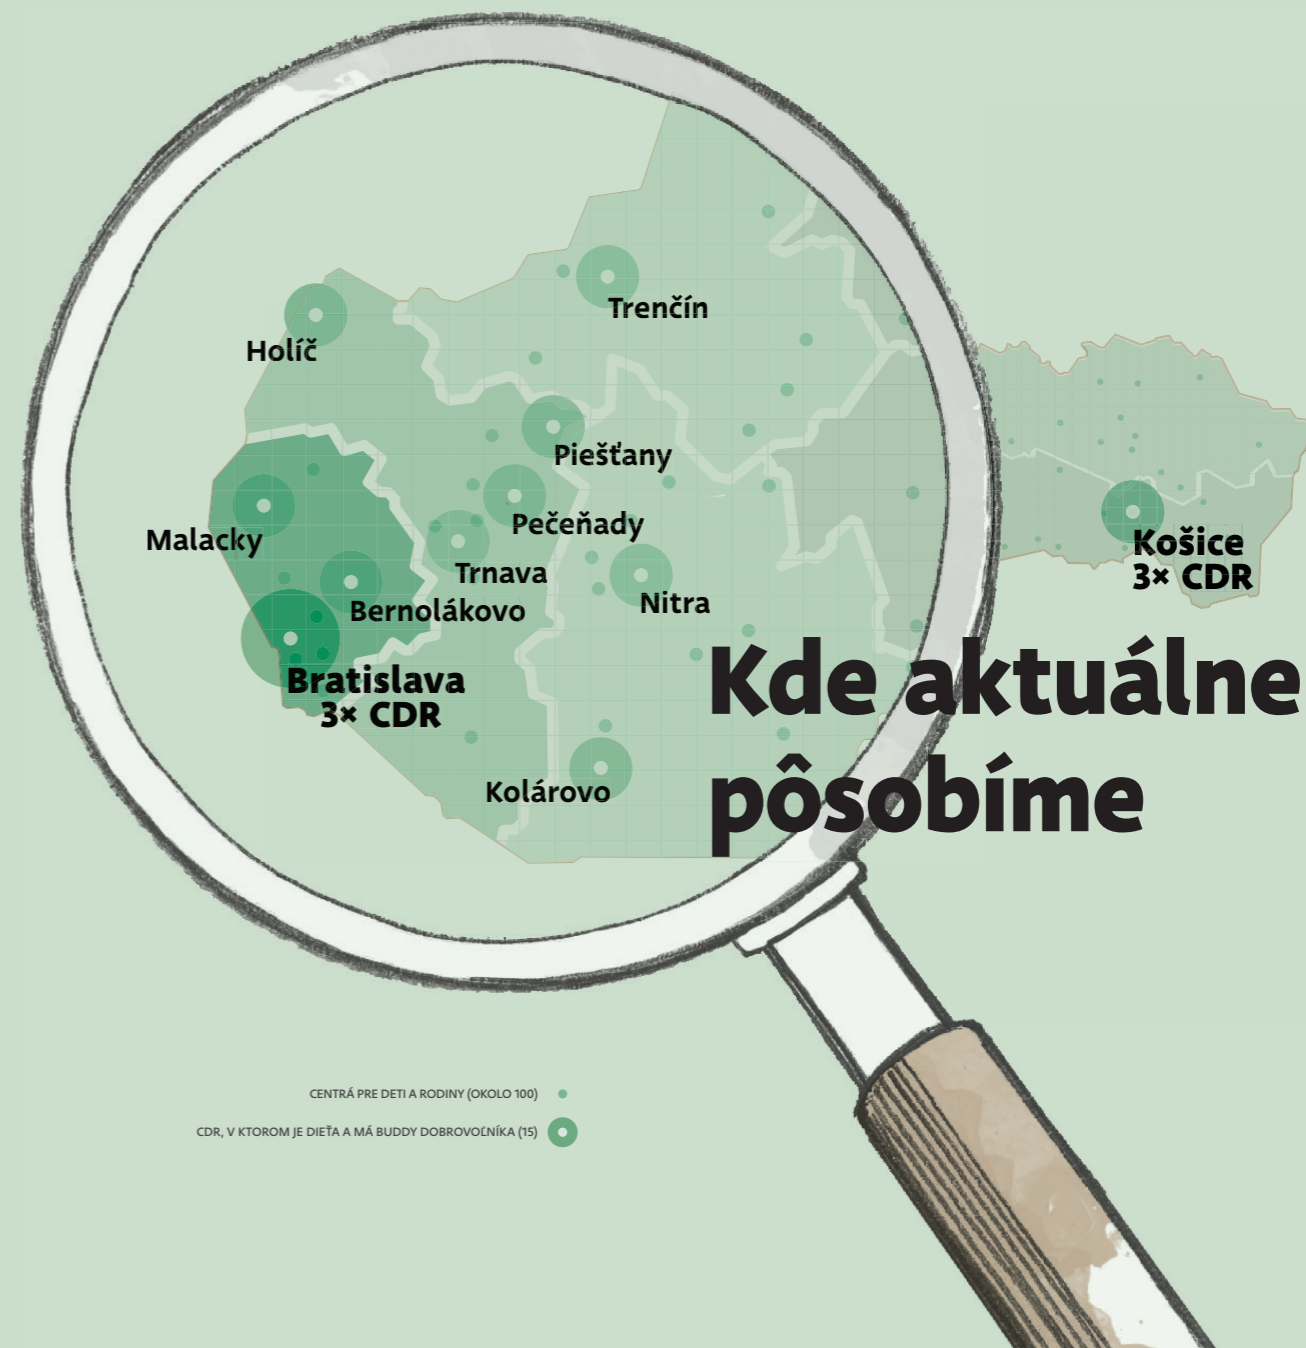 Trenčín
Holíč
Piešťany
Pečeňady
Malacky
Trnava
Bernolákovo
Nitra
Bratislava
3× CDR
Kolárovo
Košice
3× CDR
Kde aktuálne
pôsobíme
CENTRÁ PRE DETI A RODINY (OKOLO 100)
CDR, V KTOROM JE DIEŤA A MÁ BUDDY DOBROVOĽNÍKA (15)